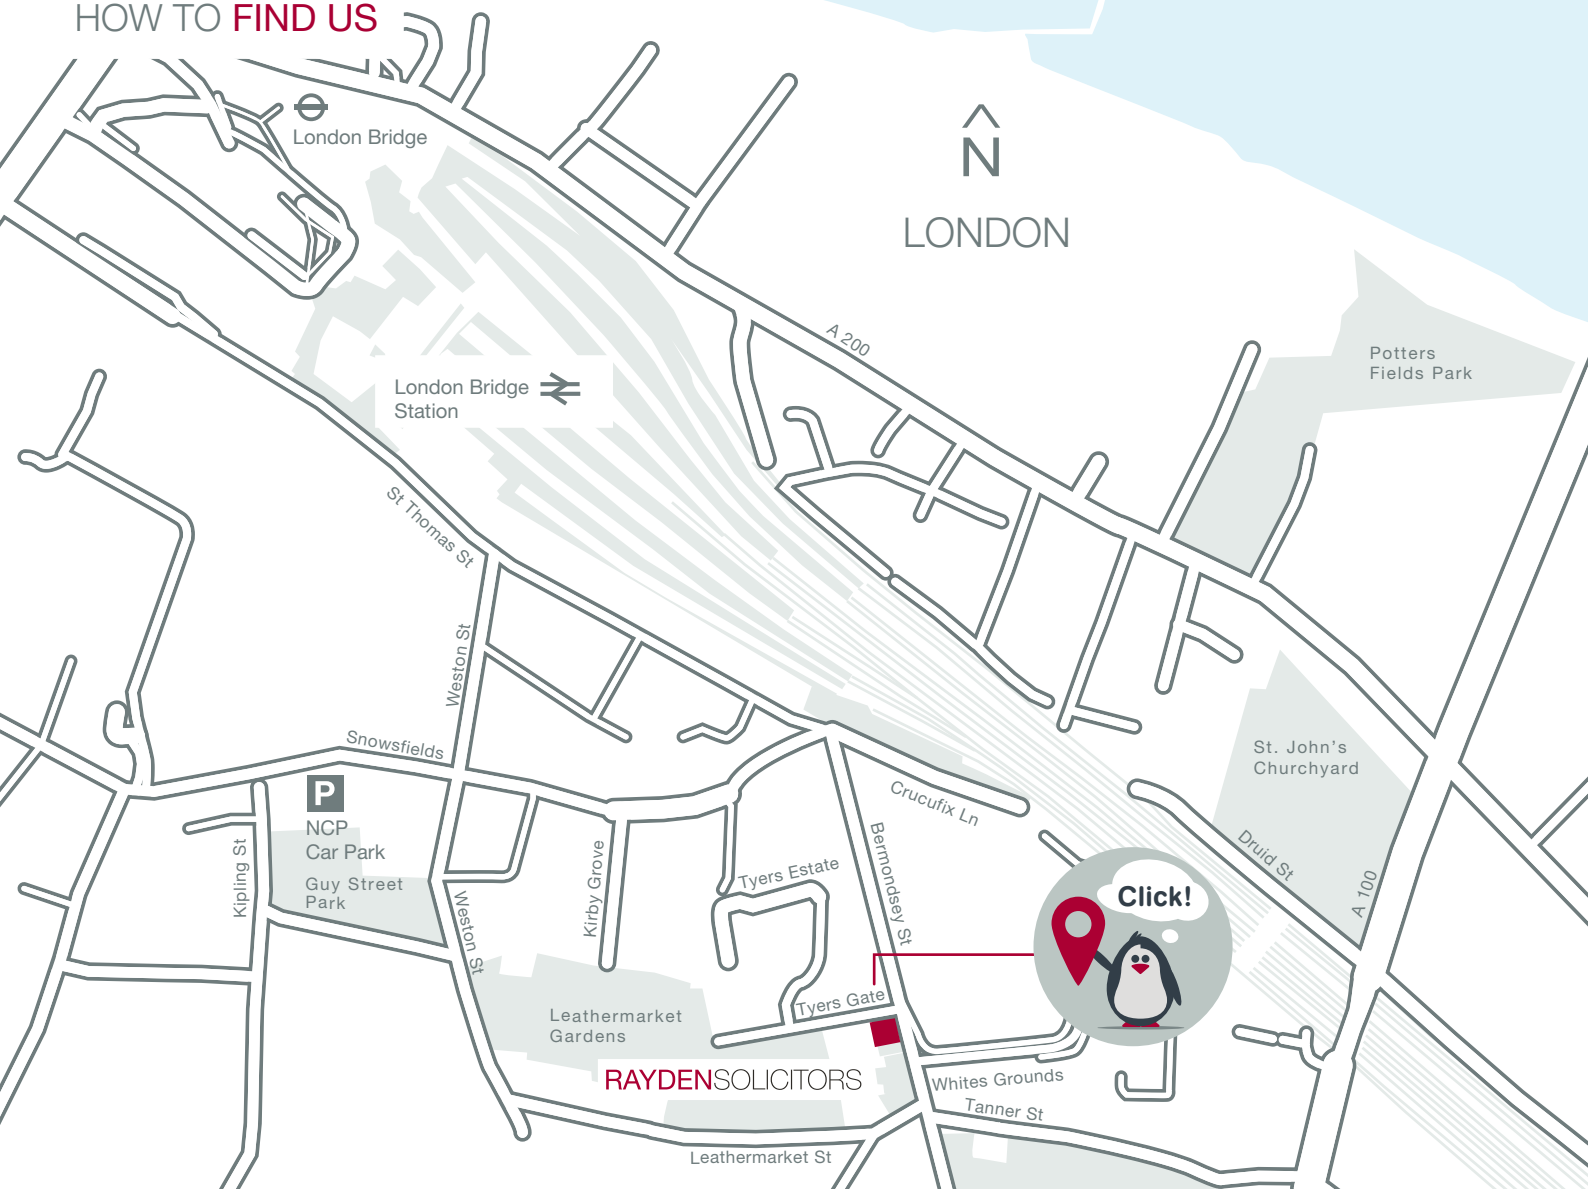 HOW TO FIND US
London Bridge
N
LONDON
A 200
Potters
Fields Park
London Bridge
Station
St Thomas St
Weston St
Snowsfields
P
NCP
Car Park
Guy Street
Park
Kipling St
Weston St
Kirby Grove
Tyers Estate
Bermondsey St
Crucufix Ln
St. John's
Churchyard
Druid St
A 100
Click!
Tyers Gate
Leathermarket
Gardens
RAYDENSOLICITORS
Whites Grounds
Tanner St
Leathermarket St